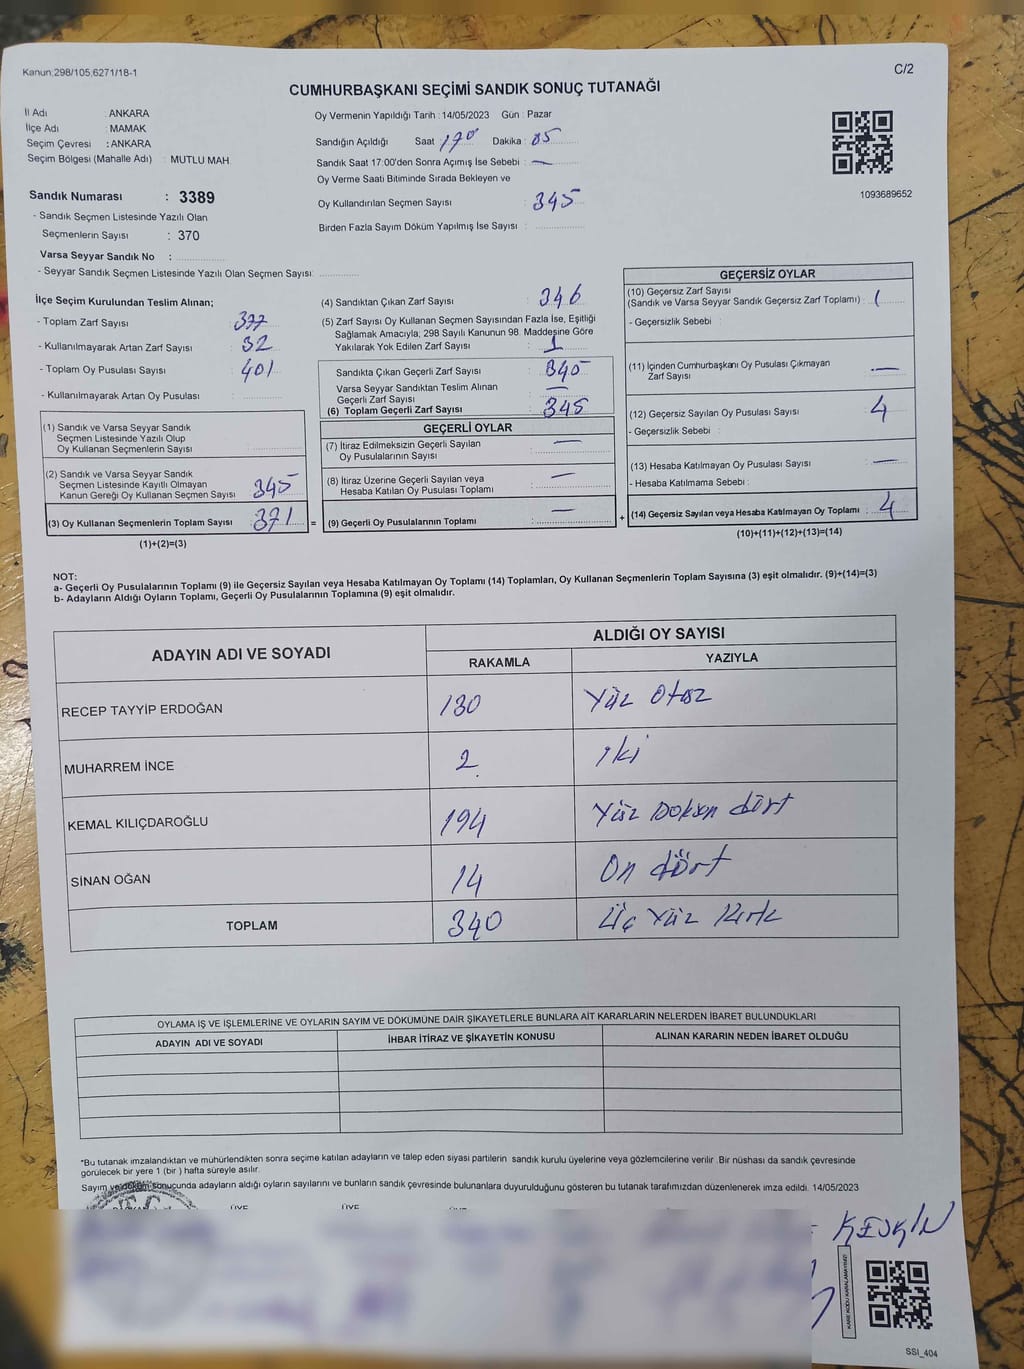 Kanun:298/105,6271/18-1
C/2
CUMHURBAŞKANI SEÇİMİ SANDIK SONUÇ TUTANAĞI
İl Adı : ANKARA
İlçe Adı : MAMAK
Seçim Çevresi : ANKARA
Seçim Bölgesi (Mahalle Adı) : MUTLU MAH
Sandık Numarası : 3389
- Sandık Seçmen Listesinde Yazılı Olan
Seçmenlerin Sayısı : 370
Varsa Seyyar Sandık No :
- Seyyar Sandık Seçmen Listesinde Yazılı Olan Seçmen Sayısı:
Oy Vermenin Yapıldığı Tarih : 14/05/2023 Gün : Pazar
Sandığın Açıldığı Saat Dakika : 05
Sandık Saat 17:00'den Sonra Açımış İse Sebebi : —
Oy Verme Saati Bitiminde Sırada Bekleyen ve
Oy Kullandırılan Seçmen Sayısı : 345
Birden Fazla Sayım Döküm Yapılmış İse Sayısı :
1093689652
İlçe Seçim Kurulundan Teslim Alınan;
- Toplam Zarf Sayısı :
- Kullanılmayarak Artan Zarf Sayısı : 32
- Toplam Oy Pusulası Sayısı : 401
- Kullanılmayarak Artan Oy Pusulası :
(1) Sandık ve Varsa Seyyar Sandık
Seçmen Listesinde Yazılı Olup
Oy Kullanan Seçmenlerin Sayısı :
(2) Sandık ve Varsa Seyyar Sandık
Seçmen Listesinde Kayıtlı Olmayan
Kanun Gereği Oy Kullanan Seçmen Sayısı : 345
(3) Oy Kullanan Seçmenlerin Toplam Sayısı : 371 =
(1)+(2)=(3)
(4) Sandıktan Çıkan Zarf Sayısı : 346
(5) Zarf Sayısı Oy Kullanan Seçmen Sayısından Fazla İse, Eşitliği
Sağlamak Amacıyla, 298 Sayılı Kanunun 98. Maddesine Göre
Yakılarak Yok Edilen Zarf Sayısı : 1
Sandıkta Çıkan Geçerli Zarf Sayısı : 345
Varsa Seyyar Sandıktan Teslim Alınan
Geçerli Zarf Sayısı : —
(6) Toplam Geçerli Zarf Sayısı : 345
GEÇERLİ OYLAR
(7) İtiraz Edilmeksizin Geçerli Sayılan
Oy Pusulalarının Sayısı : —
(8) İtiraz Üzerine Geçerli Sayılan veya
Hesaba Katılan Oy Pusulası Toplamı : —
(9) Geçerli Oy Pusulalarının Toplamı : — +
GEÇERSİZ OYLAR
(10) Geçersiz Zarf Sayısı
(Sandık ve Varsa Seyyar Sandık Geçersiz Zarf Toplamı) : 1
- Geçersizlik Sebebi :
(11) İçinden Cumhurbaşkanı Oy Pusulası Çıkmayan
Zarf Sayısı : —
(12) Geçersiz Sayılan Oy Pusulası Sayısı : 4
- Geçersizlik Sebebi :
(13) Hesaba Katılmayan Oy Pusulası Sayısı : —
- Hesaba Katılmama Sebebi :
(14) Geçersiz Sayılan veya Hesaba Katılmayan Oy Toplamı : 4
(10)+(11)+(12)+(13)=(14)
NOT:
a- Geçerli Oy Pusulalarının Toplamı (9) ile Geçersiz Sayılan veya Hesaba Katılmayan Oy Toplamı (14) Toplamları, Oy Kullanan Seçmenlerin Toplam Sayısına (3) eşit olmalıdır. (9)+(14)=(3)
b- Adayların Aldığı Oyların Toplamı, Geçerli Oy Pusulalarının Toplamına (9) eşit olmalıdır.
ADAYIN ADI VE SOYADI ALDIĞI OY SAYISI
RAKAMLA YAZIYLA
RECEP TAYYİP ERDOĞAN 130 Yüz Otuz
MUHARREM İNCE 2 iki
KEMAL KILIÇDAROĞLU 194 Yüz Doksan dört
SİNAN OĞAN 14 On dört
TOPLAM 340 Üç Yüz Kırk
OYLAMA İŞ VE İŞLEMLERİNE VE OYLARIN SAYIM VE DÖKÜMÜNE DAİR ŞİKAYETLERLE BUNLARA AİT KARARLARIN NELERDEN İBARET BULUNDUKLARI
ADAYIN ADI VE SOYADI İHBAR İTİRAZ VE ŞİKAYETİN KONUSU ALINAN KARARIN NEDEN İBARET OLDUĞU
*Bu tutanak imzalandıktan ve mühürlendikten sonra seçime katılan adayların ve talep eden siyasi partilerin sandık kurulu üyelerine veya gözlemcilerine verilir .Bir nüshası da sandık çevresinde
görülecek bir yere 1 (bir ) hafta süreyle asılır.
Sayım ve döküm sonucunda adayların aldığı oyların sayılarını ve bunların sandık çevresinde bulunanlara duyurulduğunu gösteren bu tutanak tarafımızdan düzenlenerek imza edildi. 14/05/2023
ÜYE ÜYE
KESKİN
KARE KODU KARALAMAYINIZ!
SSI_404